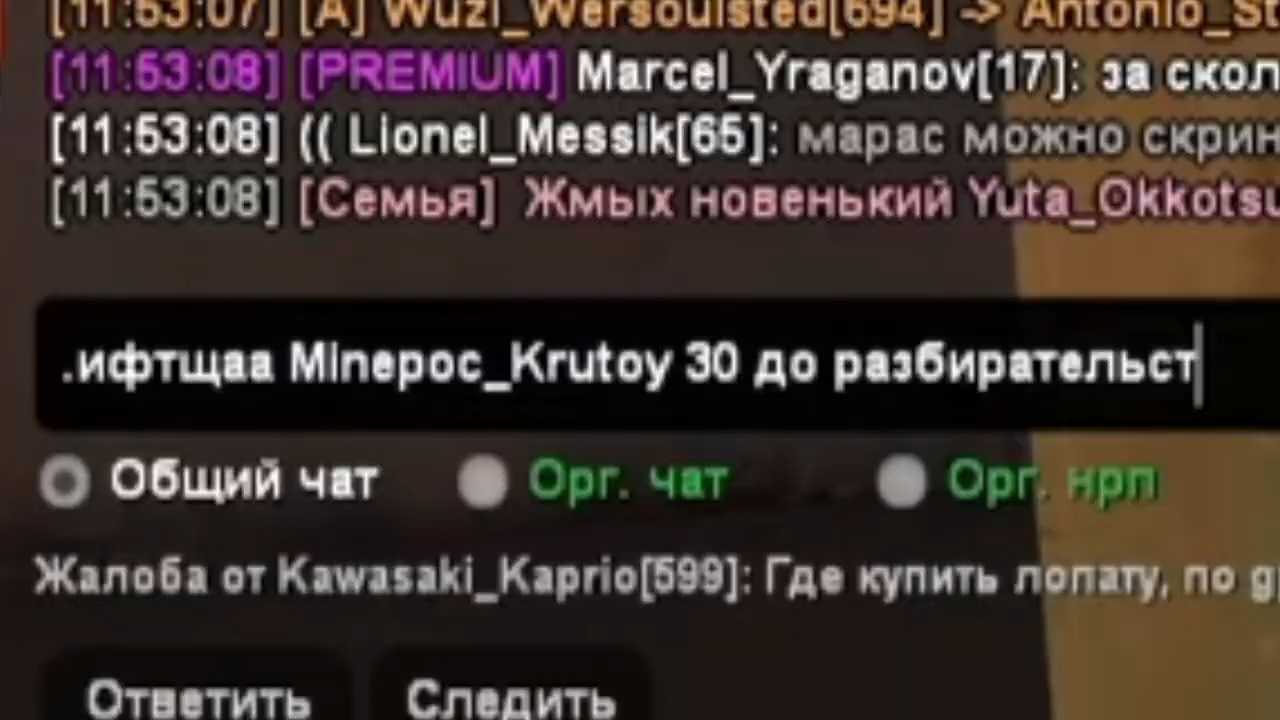 [11:53:07] [A] Wuzi_Wersoulsted[694] -> Antonio_St
[11:53:08] [PREMIUM] Marcel_Yraganov[17]: за скол
[11:53:08] (( Lionel_Messik[65]: марас можно скрин
[11:53:08] [Семья] Жмых новенький Yuta_Okkotsu
.ифтщаа Minepoc_Krutoy 30 до разбирательст
Общий чат Орг. чат Орг. нрп
Жалоба от Kawasaki_Kaprio[599]: Где купить лопату, по gp
Ответить Следить